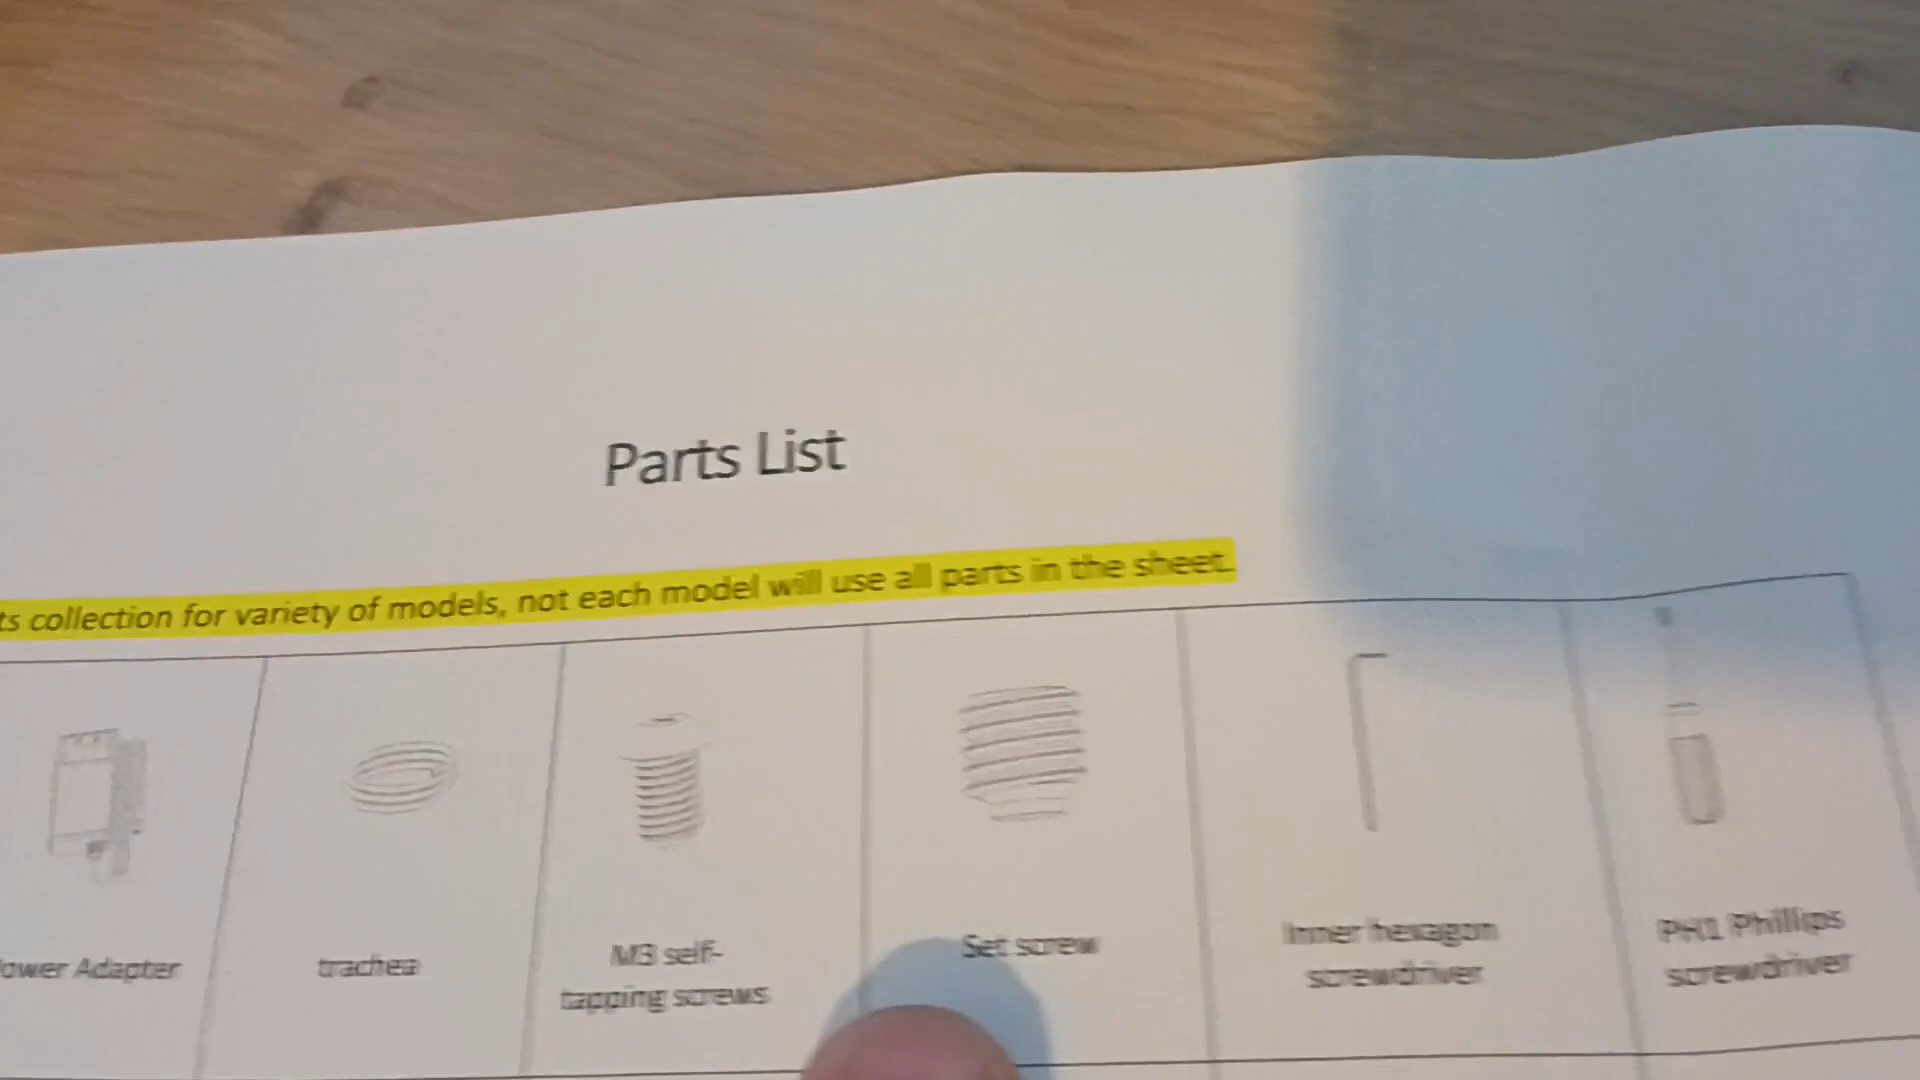 Parts List
ts collection for variety of models, not each model will use all parts in the sheet.
ower Adapter
trachea
M3 self-
tapping screws
Set screw
Inner hexagon
screwdriver
PH1 Phillips
screwdriver